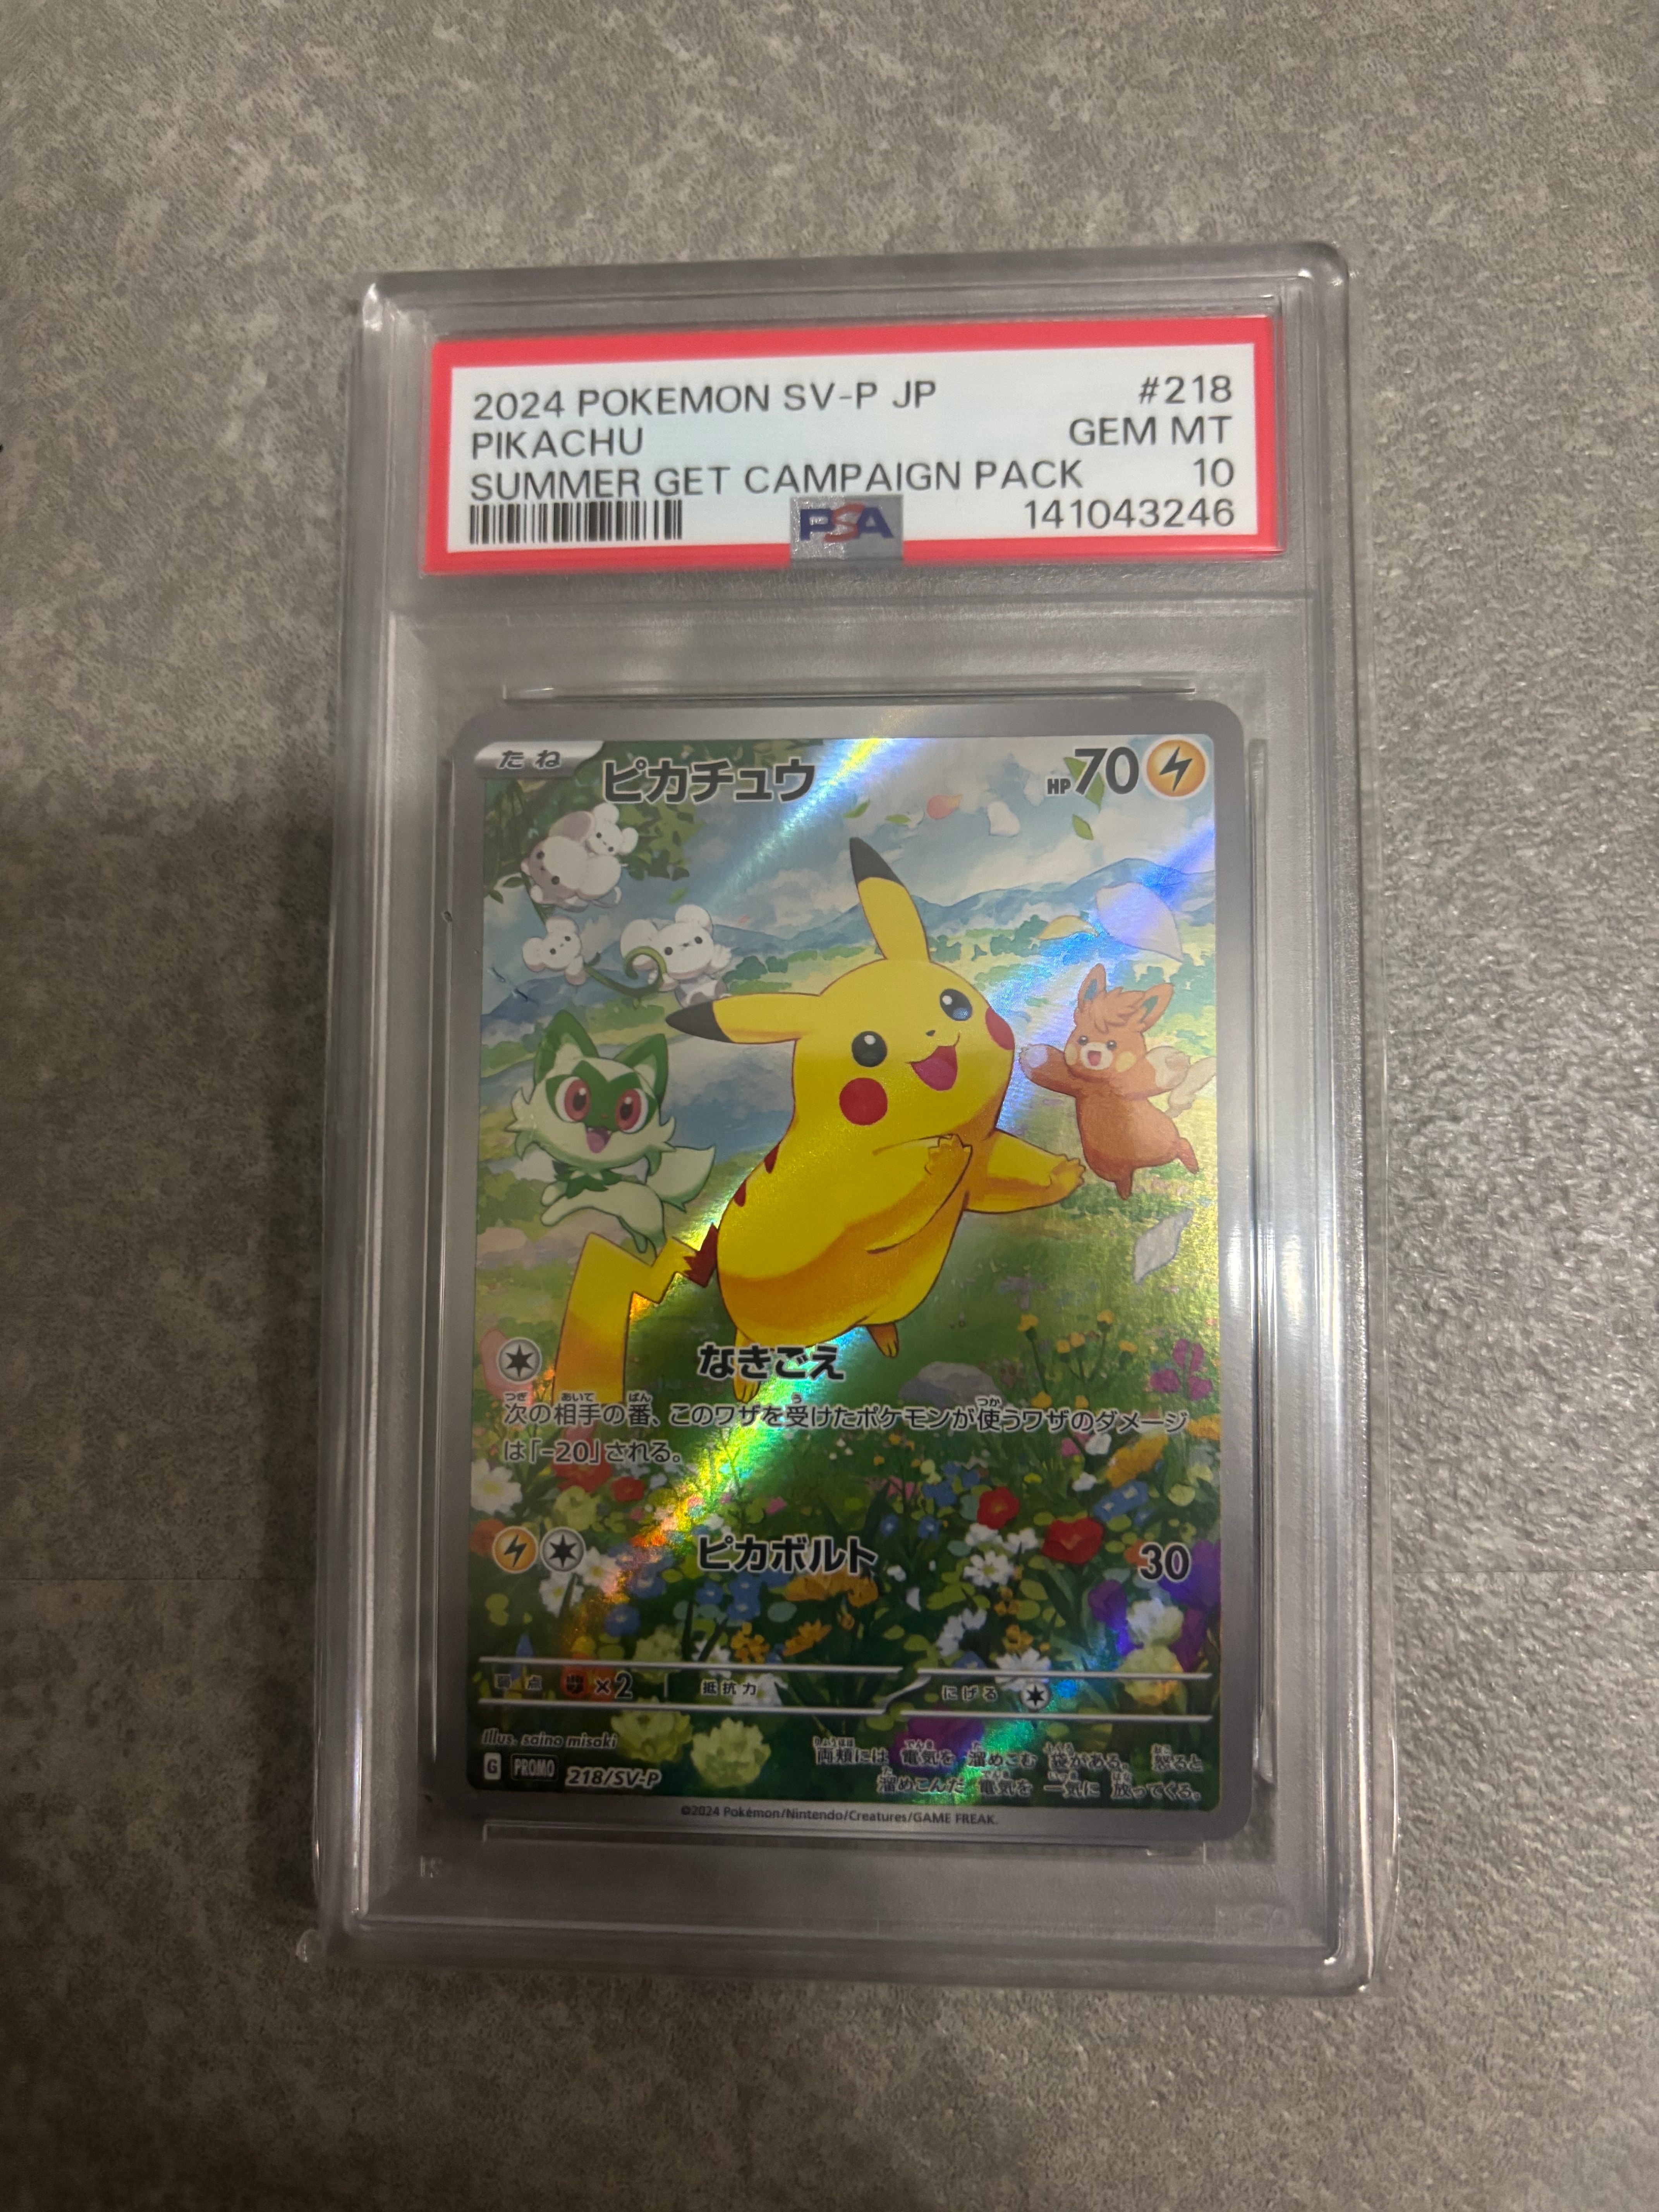 2024 POKEMON SV-P JP #218
PIKACHU GEM MT
SUMMER GET CAMPAIGN PACK 10
PSA 141043246
たね ピカチュウ HP70
なきごえ
次の相手の番、このワザを受けたポケモンが使うワザのダメージ
は「-20」される。
ピカボルト 30
弱点 ×2 抵抗力 にげる
Illus. saino misaki
両頬には 電気を 溜めこむ 袋がある。 怒ると
溜めこんだ 電気を 一気に 放ってくる。
G PROMO 218/SV-P
©2024 Pokémon/Nintendo/Creatures/GAME FREAK.